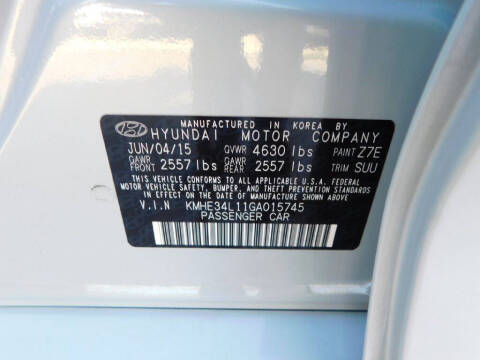 MANUFACTURED IN KOREA BY
HYUNDAI MOTOR COMPANY
JUN/04/15 GVWR 4630 lbs PAINT Z7E
GAWR FRONT 2557 lbs GAWR REAR 2557 lbs TRIM SUU
THIS VEHICLE CONFORMS TO ALL APPLICABLE U.S.A. FEDERAL
MOTOR VEHICLE SAFETY, BUMPER, AND THEFT PREVENTION STANDARDS
IN EFFECT ON THE DATE OF MANUFACTURE SHOWN ABOVE.
V.I.N KMHE34L11GA015745
PASSENGER CAR